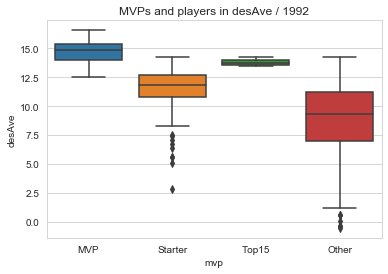 MVPs and players in desAve / 1992
15.0
12.5
10.0
7.5
5.0
2.5
0.0
desAve
MVP Starter Top15 Other
mvp